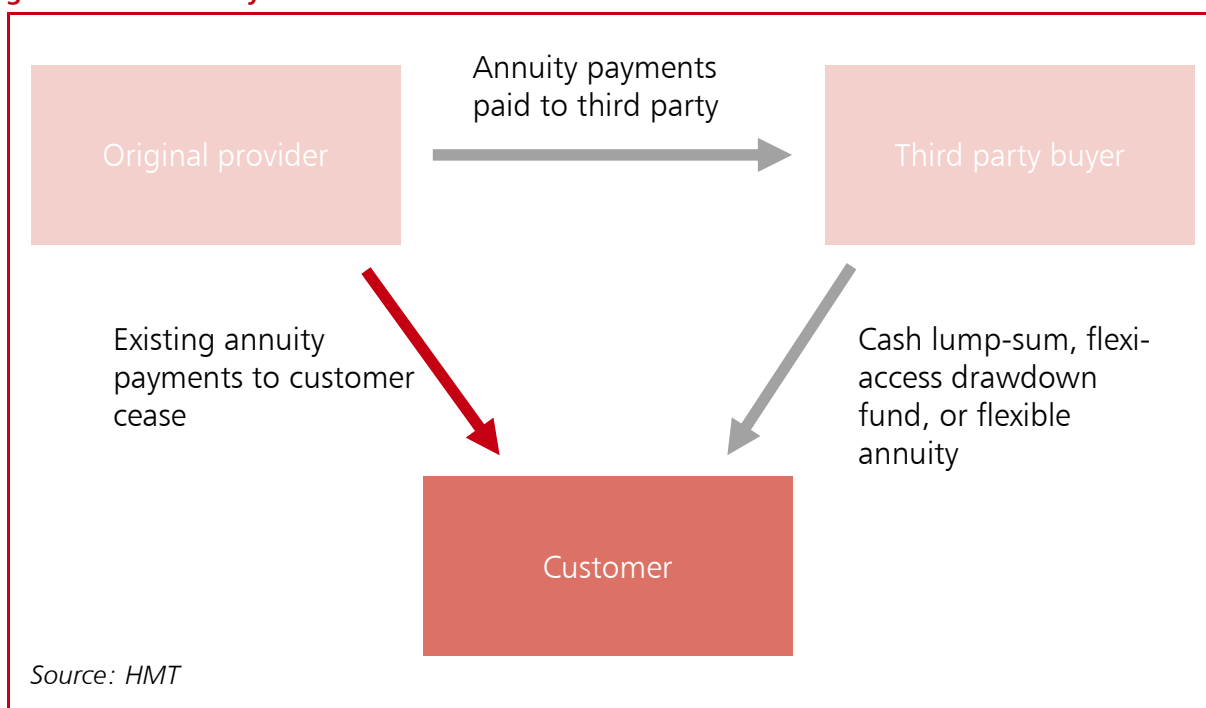 Annuity payments
paid to third party
Original provider
Third party buyer
Existing annuity
payments to customer
cease
Cash lump-sum, flexi-
access drawdown
fund, or flexible
annuity
Customer
Source: HMT